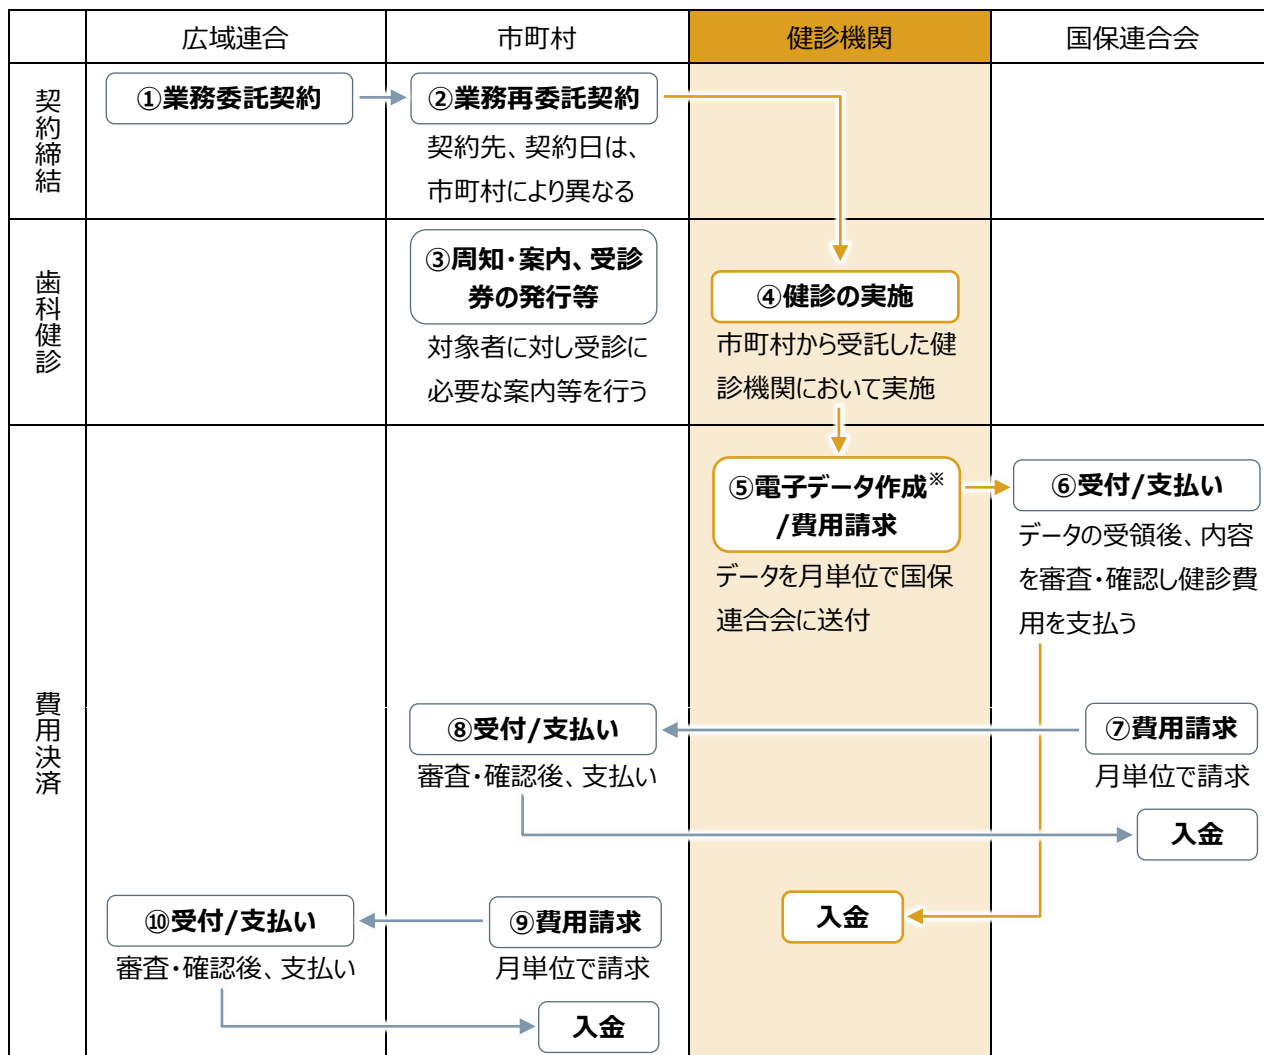 広域連合
市町村
健診機関
国保連合会
契約締結
①業務委託契約
②業務再委託契約
契約先、契約日は、
市町村により異なる
歯科健診
③周知・案内、受診
券の発行等
対象者に対し受診に
必要な案内等を行う
④健診の実施
市町村から受託した健
診機関において実施
費用決済
⑤電子データ作成※
/費用請求
データを月単位で国保
連合会に送付
⑥受付/支払い
データの受領後、内容
を審査・確認し健診費
用を支払う
⑧受付/支払い
審査・確認後、支払い
⑦費用請求
月単位で請求
入金
⑩受付/支払い
審査・確認後、支払い
⑨費用請求
月単位で請求
入金
入金